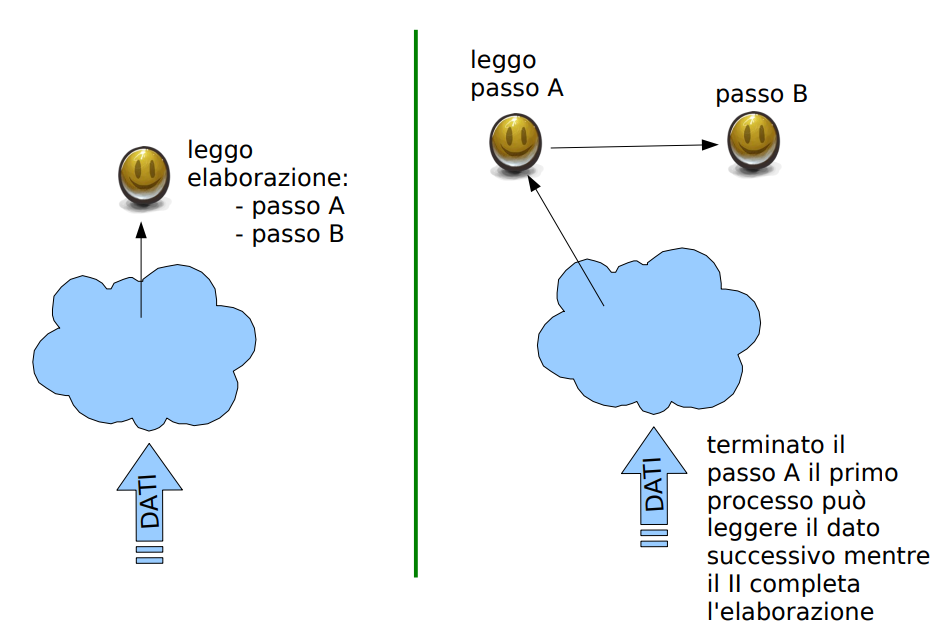 leggo
elaborazione:
- passo A
- passo B
DATI
leggo
passo A
passo B
DATI
terminato il
passo A il primo
processo può
leggere il dato
successivo mentre
il II completa
l'elaborazione